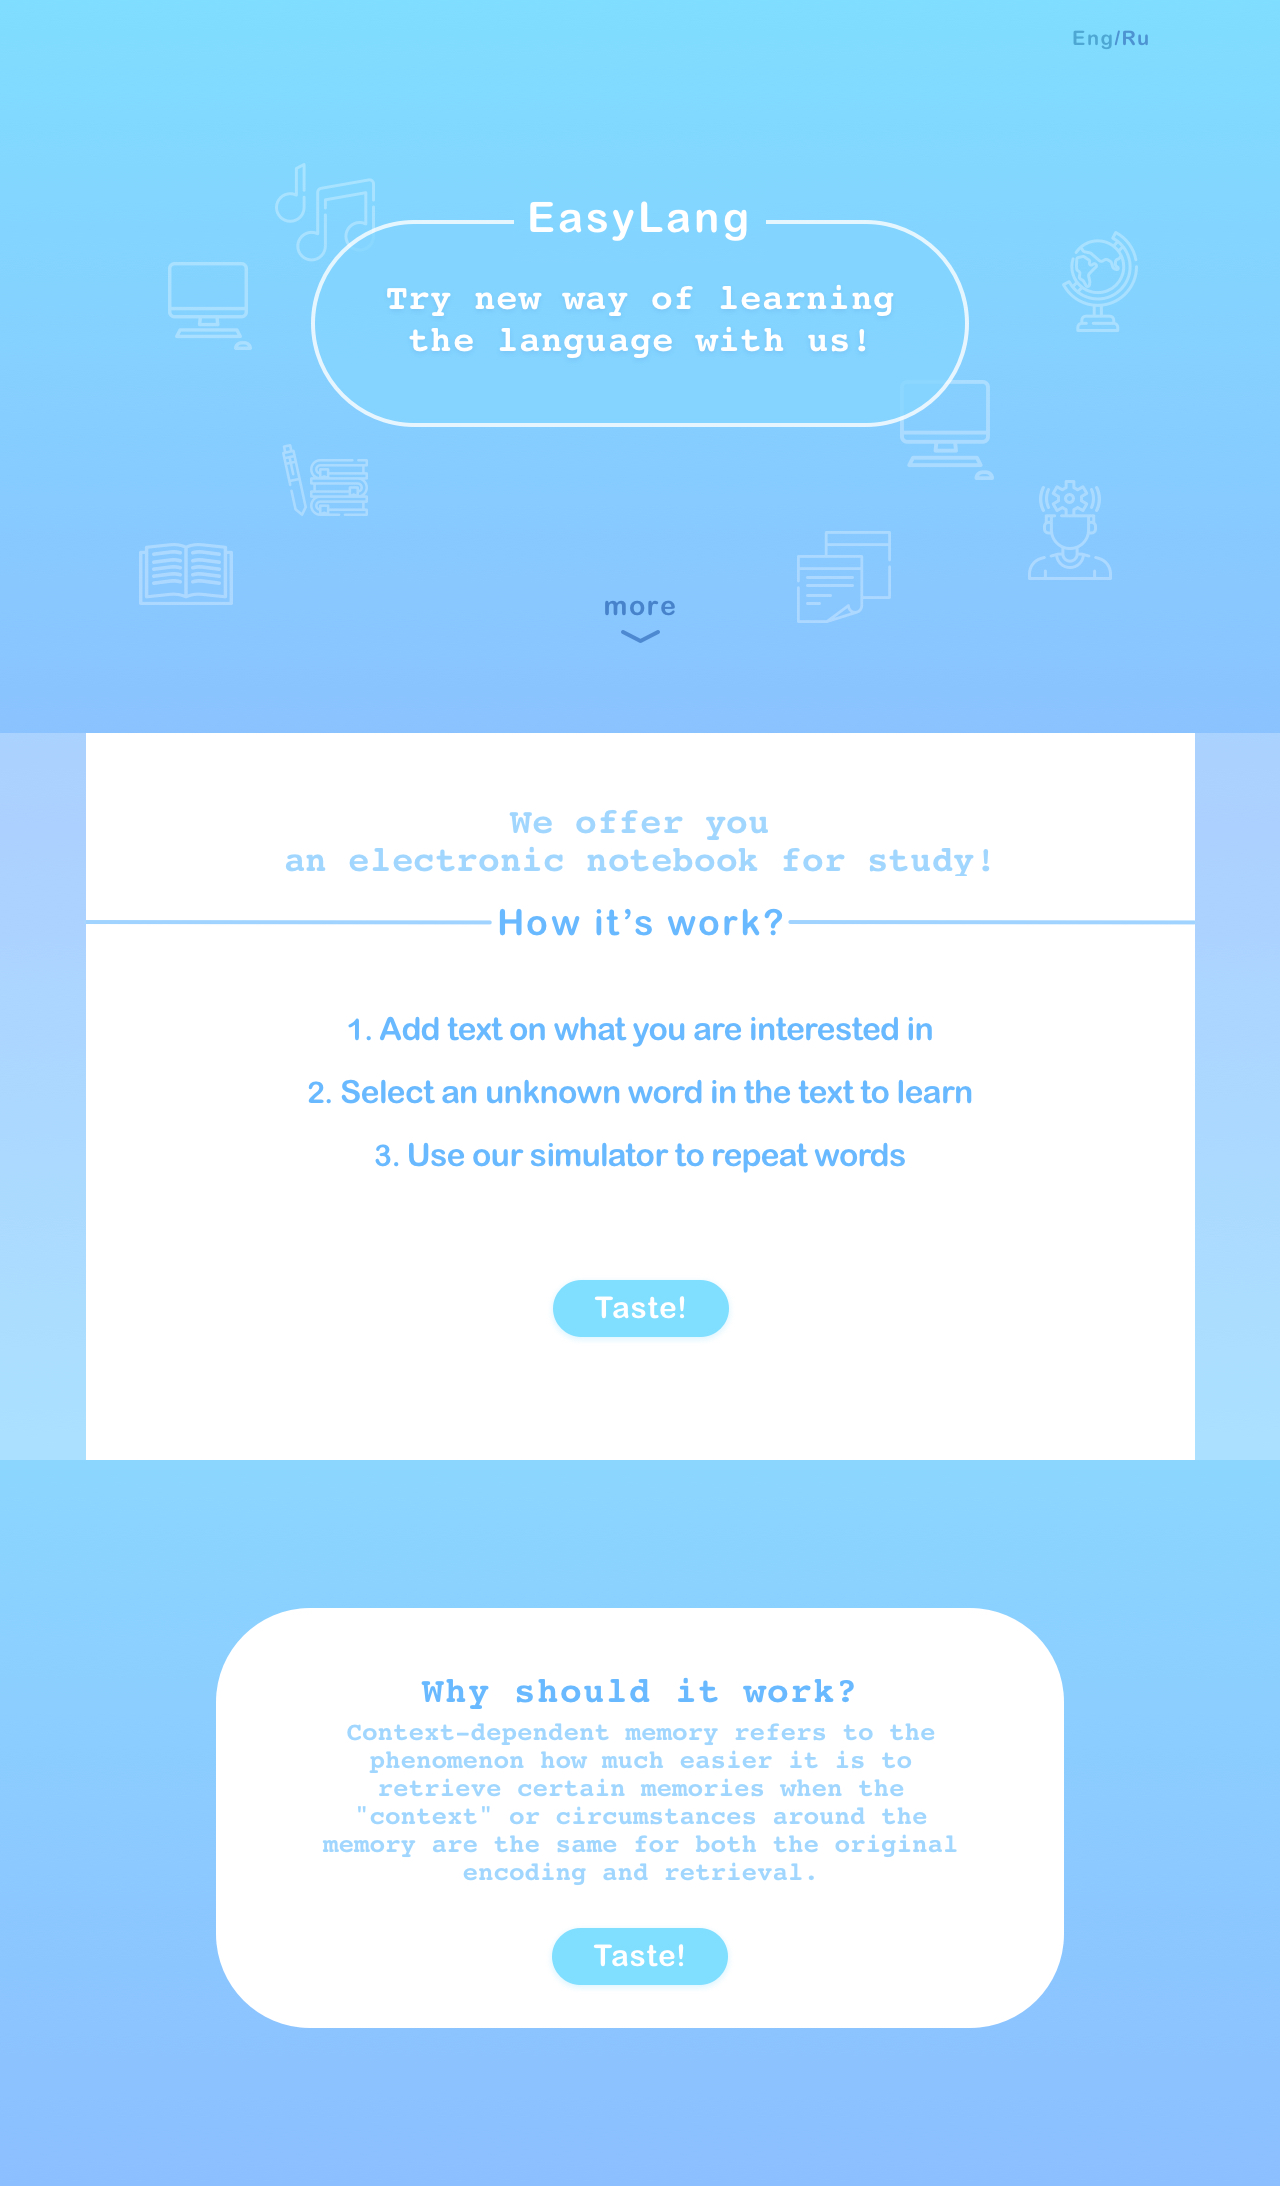 Eng/Ru
EasyLang
Try new way of learning
the language with us!
more
We offer you
an electronic notebook for study!
How it’s work?
1. Add text on what you are interested in
2. Select an unknown word in the text to learn
3. Use our simulator to repeat words
Taste!
Why should it work?
Context-dependent memory refers to the
phenomenon how much easier it is to
retrieve certain memories when the
"context" or circumstances around the
memory are the same for both the original
encoding and retrieval.
Taste!